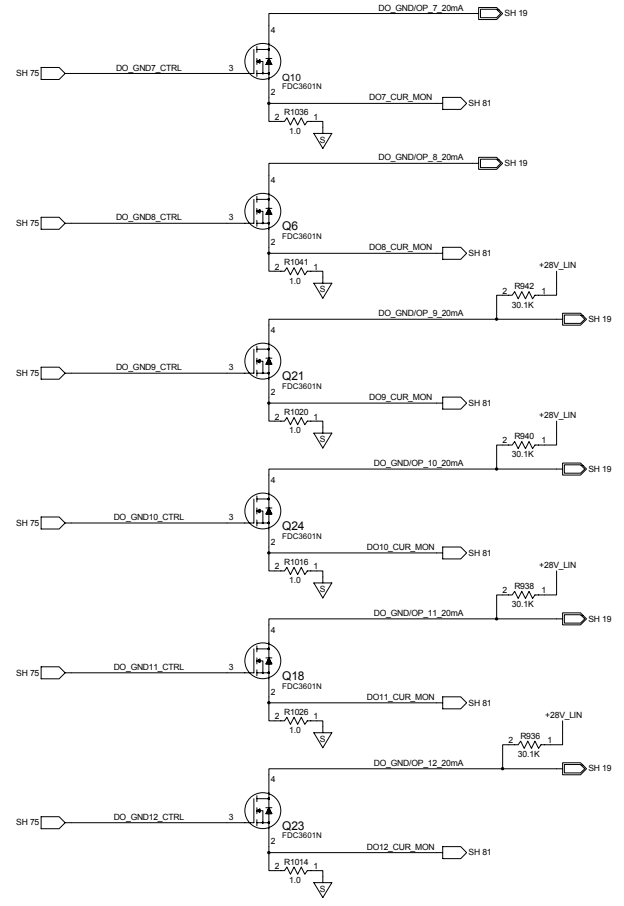 DO_GND/OP_7_20mA
SH 19
4
SH 75
DO_GND7_CTRL
3
Q10
FDC3601N
2
DO7_CUR_MON
SH 81
R1036
2 1
1.0
S
DO_GND/OP_8_20mA
SH 19
4
SH 75
DO_GND8_CTRL
3
Q6
FDC3601N
2
DO8_CUR_MON
SH 81
R1041
2 1
1.0
S
+28V_LIN
R942
2 1
30.1K
DO_GND/OP_9_20mA
SH 19
4
SH 75
DO_GND9_CTRL
3
Q21
FDC3601N
2
DO9_CUR_MON
SH 81
R1020
2 1
1.0
S
+28V_LIN
R940
2 1
30.1K
DO_GND/OP_10_20mA
SH 19
4
SH 75
DO_GND10_CTRL
3
Q24
FDC3601N
2
DO10_CUR_MON
SH 81
R1016
2 1
1.0
S
+28V_LIN
R938
2 1
30.1K
DO_GND/OP_11_20mA
SH 19
4
SH 75
DO_GND11_CTRL
3
Q18
FDC3601N
2
DO11_CUR_MON
SH 81
R1026
2 1
1.0
S
+28V_LIN
R936
2 1
30.1K
DO_GND/OP_12_20mA
SH 19
4
SH 75
DO_GND12_CTRL
3
Q23
FDC3601N
2
DO12_CUR_MON
SH 81
R1014
2 1
1.0
S